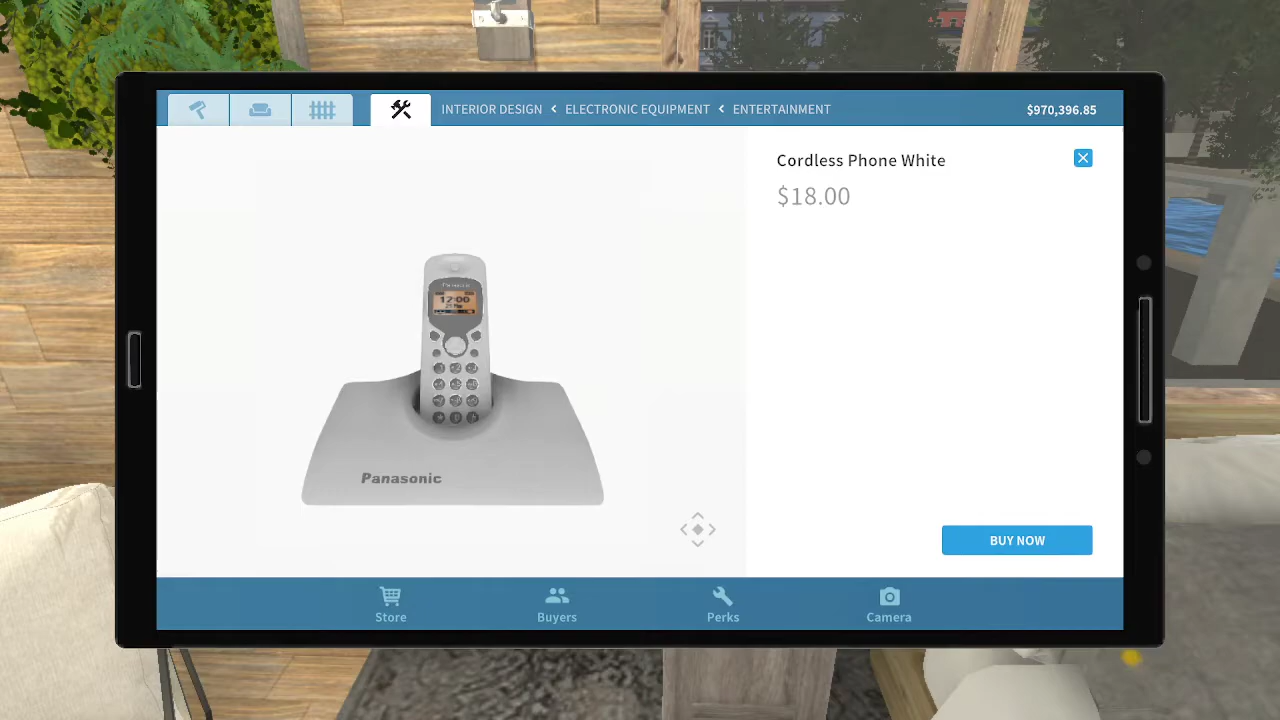 INTERIOR DESIGN < ELECTRONIC EQUIPMENT < ENTERTAINMENT
$970,396.85
Cordless Phone White
$18.00
Panasonic
12:00
Panasonic
BUY NOW
Store
Buyers
Perks
Camera